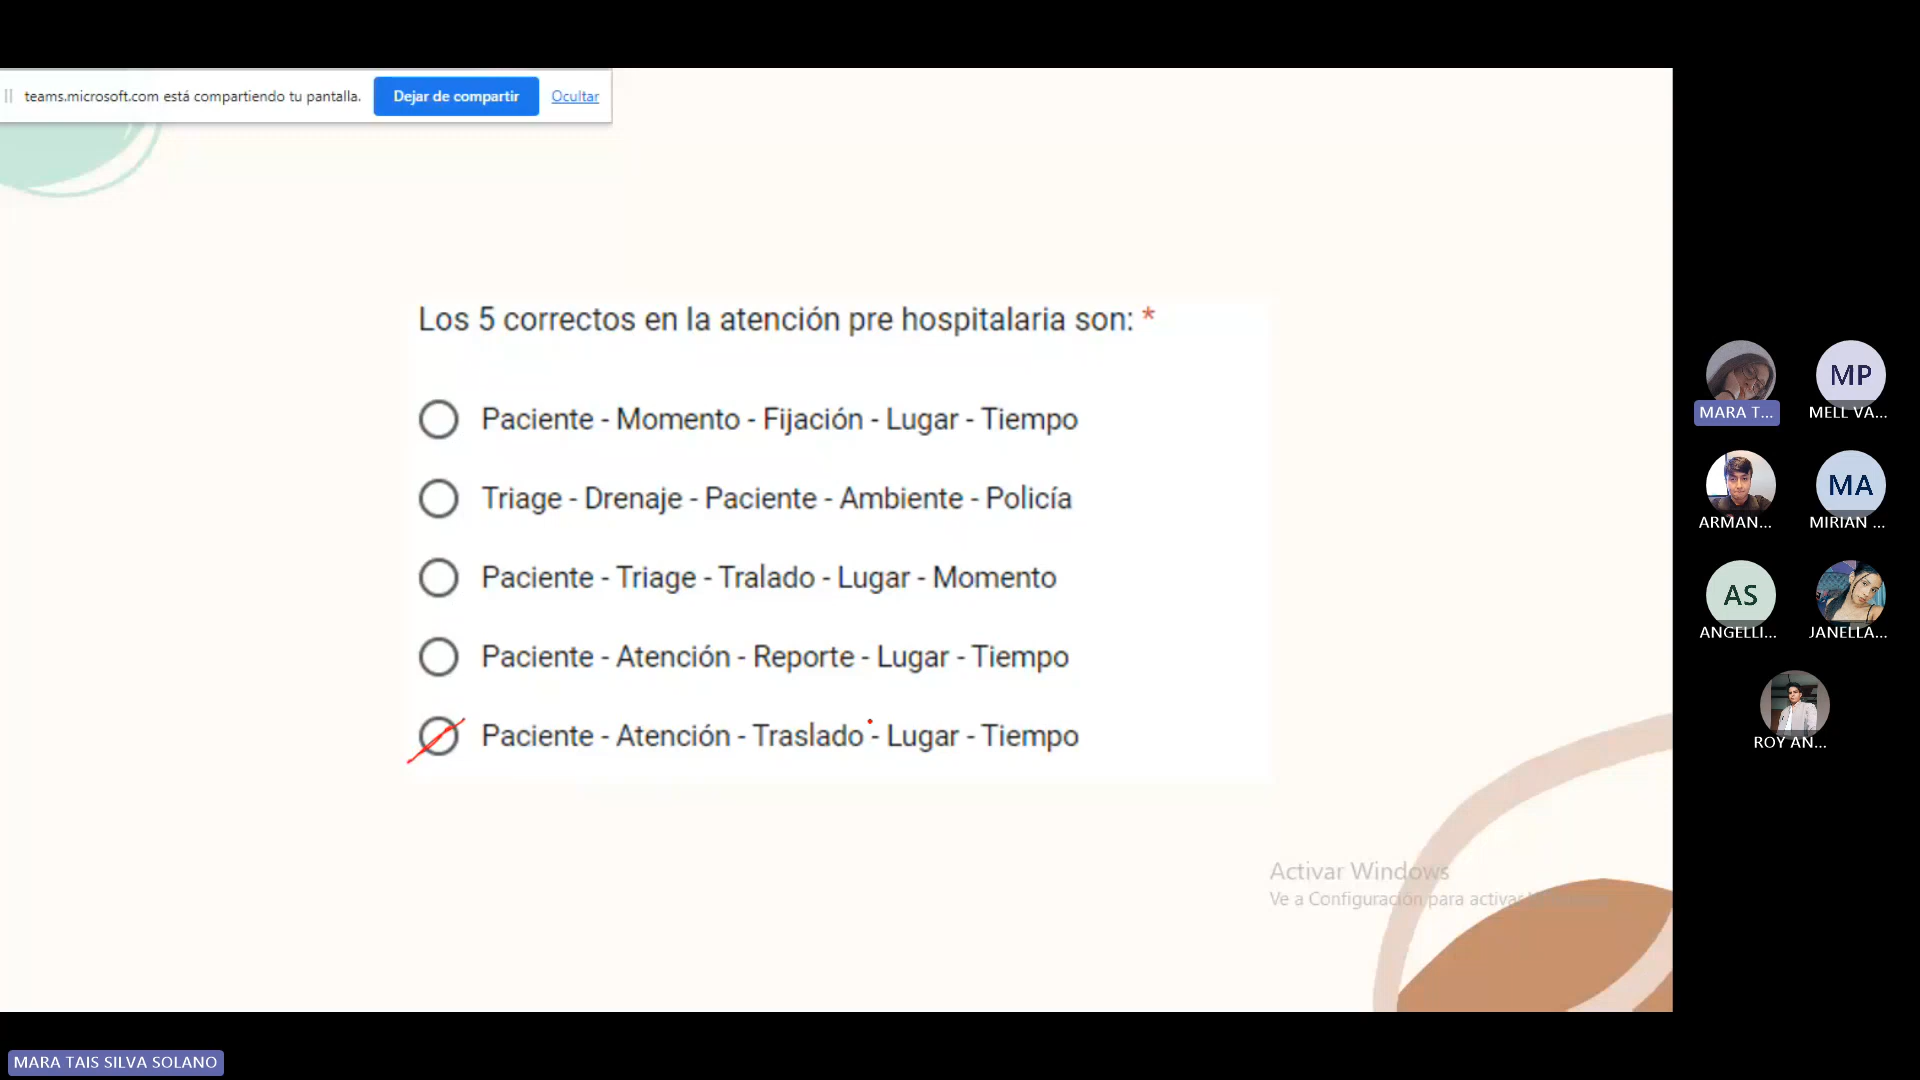 teams.microsoft.com está compartiendo tu pantalla. Dejar de compartir Ocultar
Los 5 correctos en la atención pre hospitalaria son: *
Paciente - Momento - Fijación - Lugar - Tiempo
Triage - Drenaje - Paciente - Ambiente - Policía
Paciente - Triage - Tralado - Lugar - Momento
Paciente - Atención - Reporte - Lugar - Tiempo
Paciente - Atención - Traslado - Lugar - Tiempo
Activar Windows
Ve a Configuración para activar
MARA T...
MP
MELL VA...
ARMAN...
MA
MIRIAN ...
AS
ANGELLI...
JANELLA...
ROY AN...
MARA TAIS SILVA SOLANO